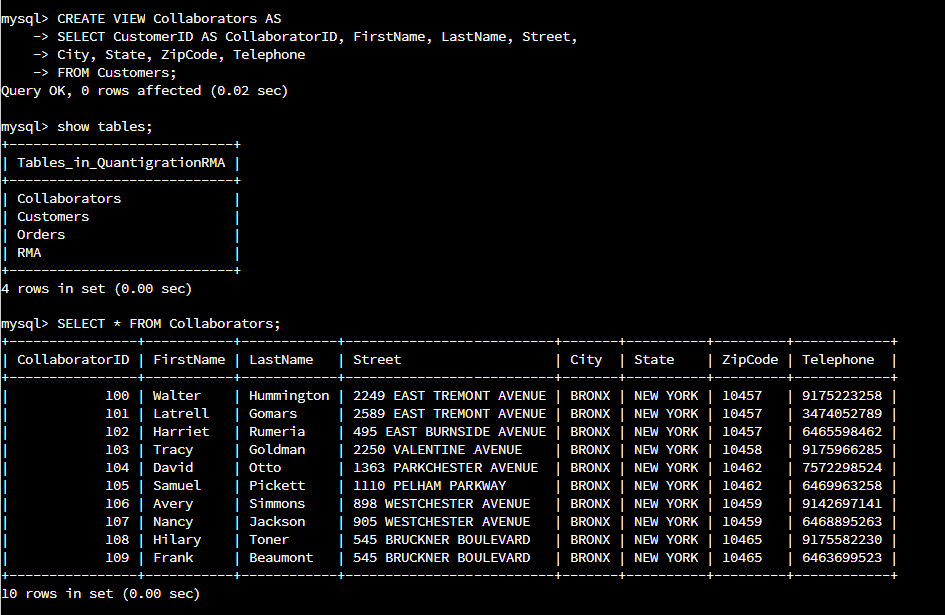 mysql> CREATE VIEW Collaborators AS
    -> SELECT CustomerID AS CollaboratorID, FirstName, LastName, Street,
    -> City, State, ZipCode, Telephone
    -> FROM Customers;
Query OK, 0 rows affected (0.02 sec)

mysql> show tables;
+----------------------------+
| Tables_in_QuantigrationRMA |
+----------------------------+
| Collaborators              |
| Customers                  |
| Orders                     |
| RMA                        |
+----------------------------+
4 rows in set (0.00 sec)

mysql> SELECT * FROM Collaborators;
+----------------+-----------+------------+--------------------------+-------+----------+---------+------------+
| CollaboratorID | FirstName | LastName   | Street                   | City  | State    | ZipCode | Telephone  |
+----------------+-----------+------------+--------------------------+-------+----------+---------+------------+
|            100 | Walter    | Hummington | 2249 EAST TREMONT AVENUE | BRONX | NEW YORK | 10457   | 9175223258 |
|            101 | Latrell   | Gomars     | 2589 EAST TREMONT AVENUE | BRONX | NEW YORK | 10457   | 3474052789 |
|            102 | Harriet   | Rumeria    | 495 EAST BURNSIDE AVENUE | BRONX | NEW YORK | 10457   | 6465598462 |
|            103 | Tracy     | Goldman    | 2250 VALENTINE AVENUE    | BRONX | NEW YORK | 10458   | 9175966285 |
|            104 | David     | Otto       | 1363 PARKCHESTER AVENUE  | BRONX | NEW YORK | 10462   | 7572298524 |
|            105 | Samuel    | Pickett    | 1110 PELHAM PARKWAY      | BRONX | NEW YORK | 10462   | 6469963258 |
|            106 | Avery     | Simmons    | 898 WESTCHESTER AVENUE   | BRONX | NEW YORK | 10459   | 9142697141 |
|            107 | Nancy     | Jackson    | 905 WESTCHESTER AVENUE   | BRONX | NEW YORK | 10459   | 6468895263 |
|            108 | Hilary    | Toner      | 545 BRUCKNER BOULEVARD   | BRONX | NEW YORK | 10465   | 9175582230 |
|            109 | Frank     | Beaumont   | 545 BRUCKNER BOULEVARD   | BRONX | NEW YORK | 10465   | 6463699523 |
+----------------+-----------+------------+--------------------------+-------+----------+---------+------------+
10 rows in set (0.00 sec)